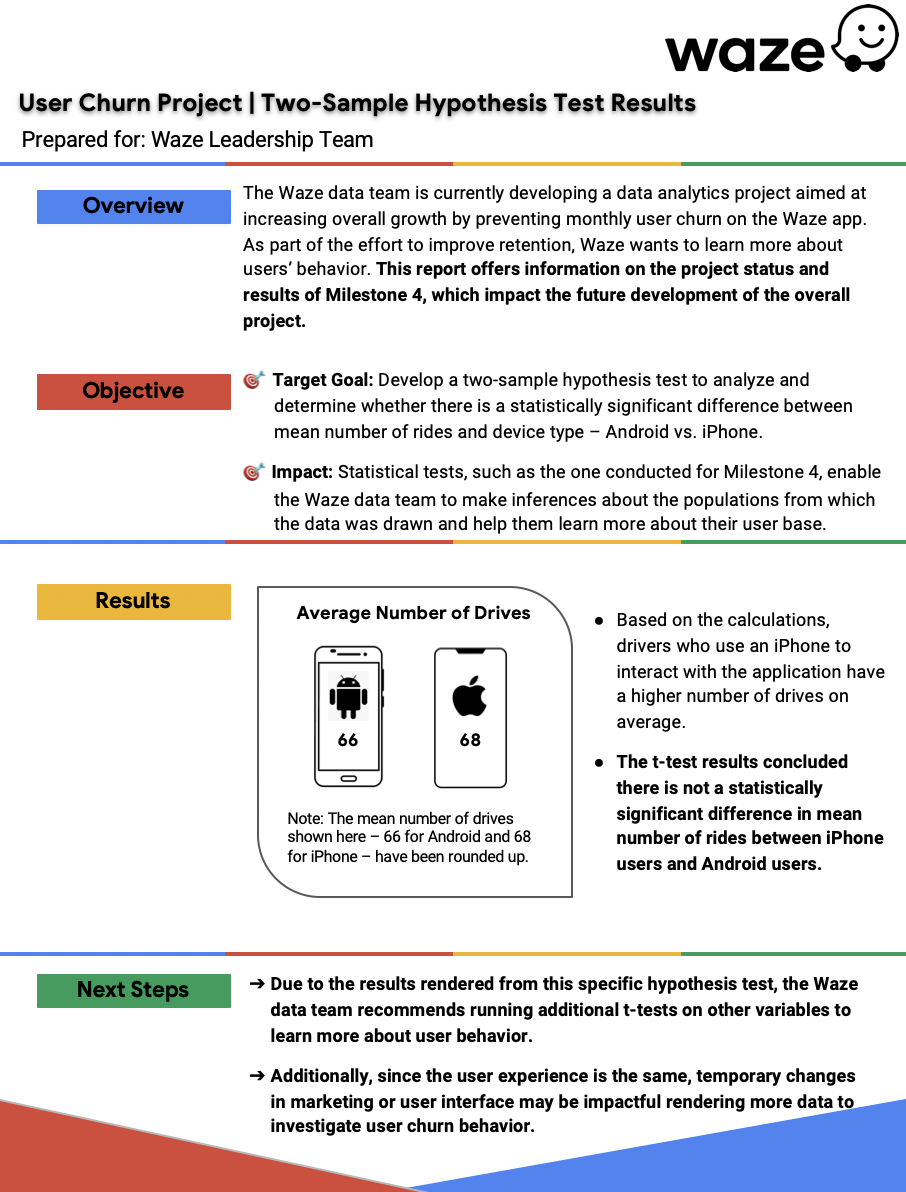 waze
User Churn Project | Two-Sample Hypothesis Test Results
Prepared for: Waze Leadership Team
Overview
The Waze data team is currently developing a data analytics project aimed at
increasing overall growth by preventing monthly user churn on the Waze app.
As part of the effort to improve retention, Waze wants to learn more about
users’ behavior. This report offers information on the project status and
results of Milestone 4, which impact the future development of the overall
project.
Objective
Target Goal: Develop a two-sample hypothesis test to analyze and
determine whether there is a statistically significant difference between
mean number of rides and device type – Android vs. iPhone.
Impact: Statistical tests, such as the one conducted for Milestone 4, enable
the Waze data team to make inferences about the populations from which
the data was drawn and help them learn more about their user base.
Results
Average Number of Drives
66
68
Note: The mean number of drives
shown here – 66 for Android and 68
for iPhone – have been rounded up.
● Based on the calculations,
drivers who use an iPhone to
interact with the application have
a higher number of drives on
average.
● The t-test results concluded
there is not a statistically
significant difference in mean
number of rides between iPhone
users and Android users.
Next Steps
➔ Due to the results rendered from this specific hypothesis test, the Waze
data team recommends running additional t-tests on other variables to
learn more about user behavior.
➔ Additionally, since the user experience is the same, temporary changes
in marketing or user interface may be impactful rendering more data to
investigate user churn behavior.